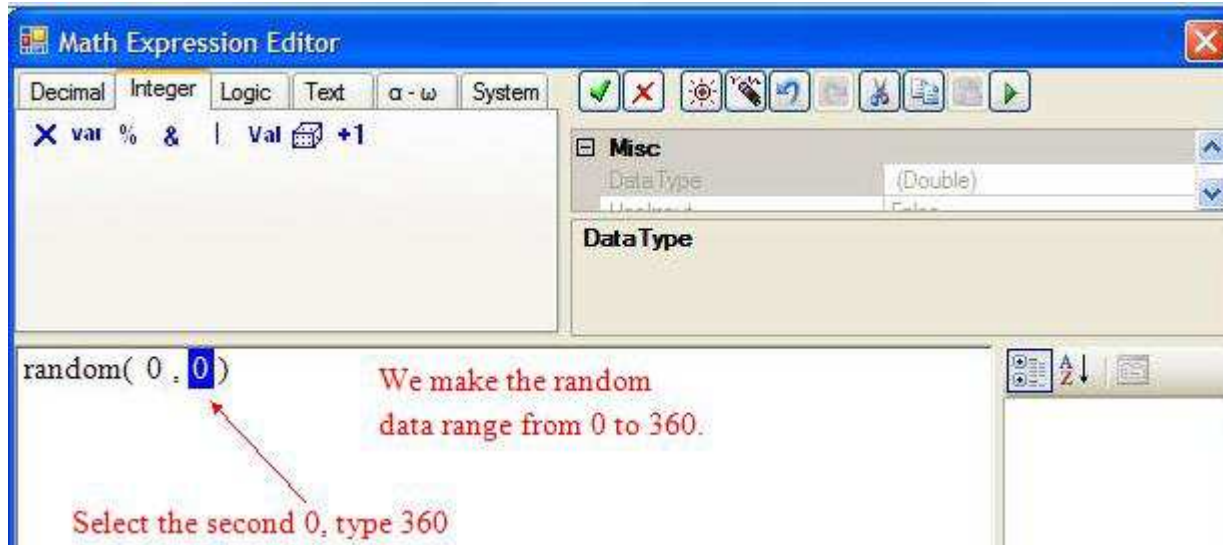 Math Expression Editor
Decimal Integer Logic Text α - ω System
X var % & | Val +1
Misc
DataType (Double)
DataType
random( 0 , 0 )
We make the random
data range from 0 to 360.
Select the second 0, type 360